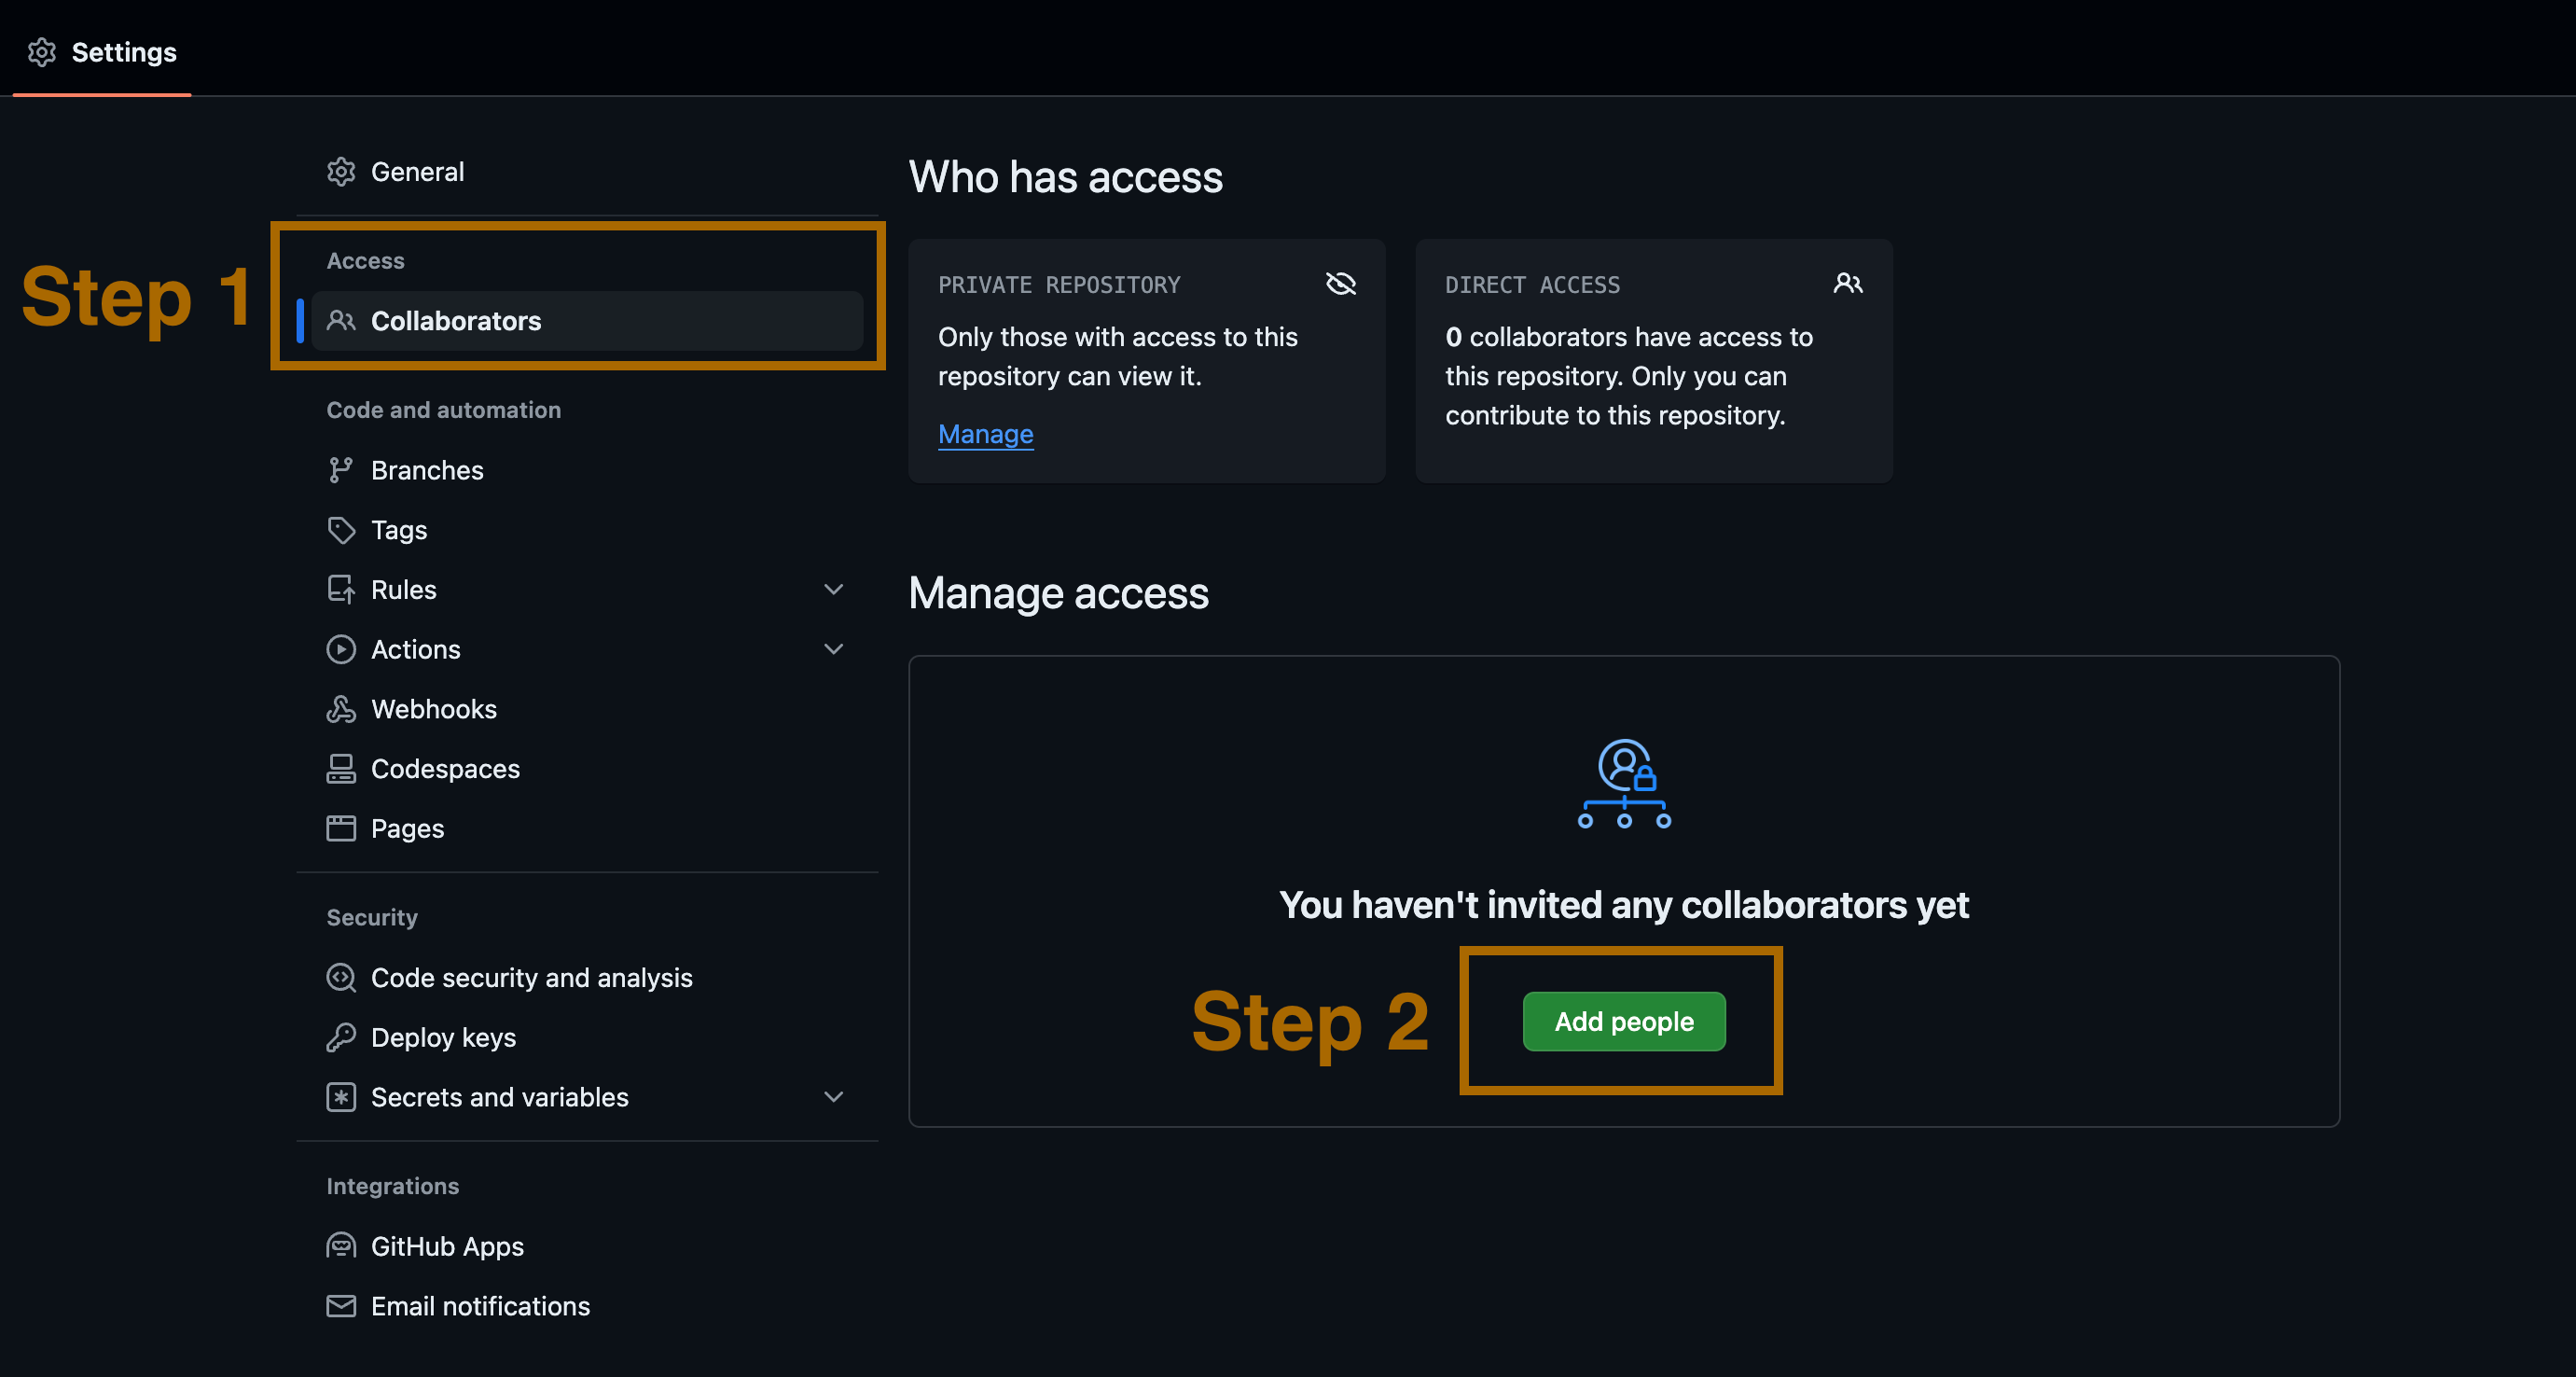 Settings
General
Step 1
Access
Collaborators
Code and automation
Branches
Tags
Rules
Actions
Webhooks
Codespaces
Pages
Security
Code security and analysis
Deploy keys
Secrets and variables
Integrations
GitHub Apps
Email notifications
Who has access
PRIVATE REPOSITORY
Only those with access to this
repository can view it.
Manage
DIRECT ACCESS
0 collaborators have access to
this repository. Only you can
contribute to this repository.
Manage access
You haven't invited any collaborators yet
Step 2
Add people